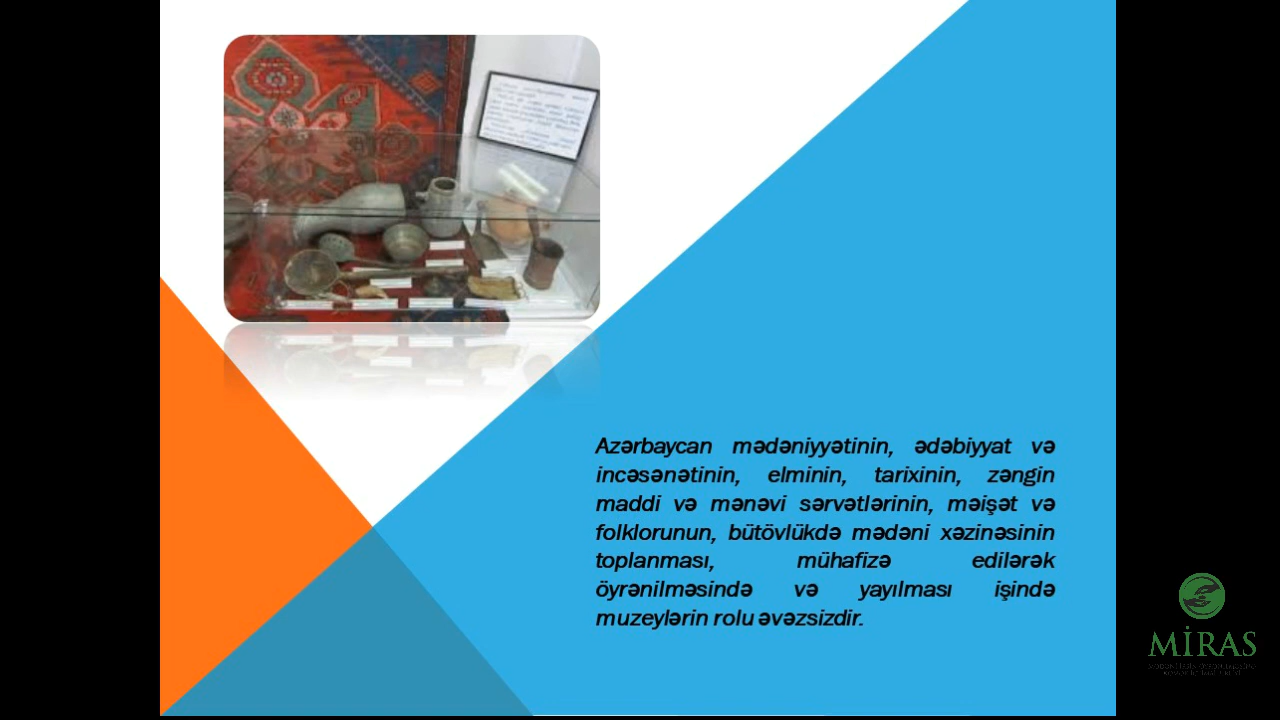 Azərbaycan mədəniyyətinin, ədəbiyyat və
incəsənətinin, elminin, tarixinin, zəngin
maddi və mənəvi sərvətlərinin, məişət və
folklorunun, bütövlükdə mədəni xəzinəsinin
toplanması, mühafizə edilərək
öyrənilməsində və yayılması işində
muzeylərin rolu əvəzsizdir.
MİRAS